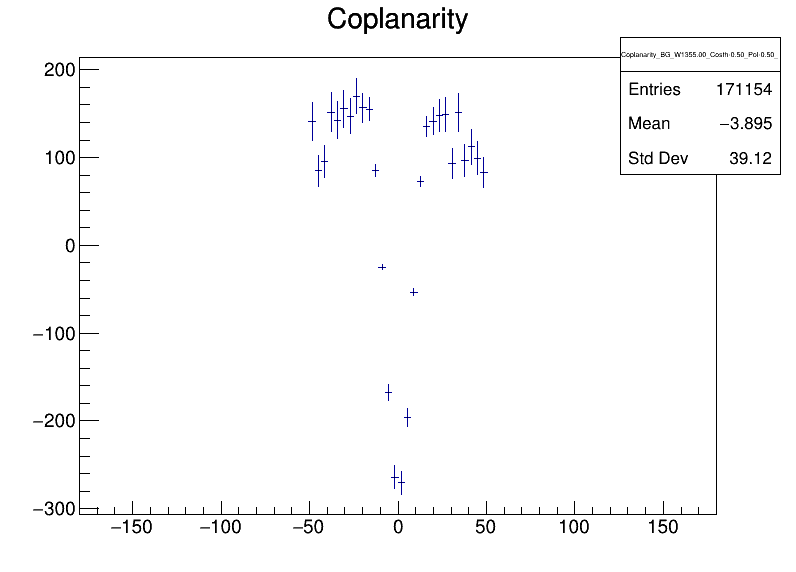 Coplanarity
Coplanarity_BG_W1355.00_Costh-0.50_Pol-0.50_
Entries 171154
Mean −3.895
Std Dev 39.12
200
100
0
−100
−200
−300
−150 −100 −50 0 50 100 150